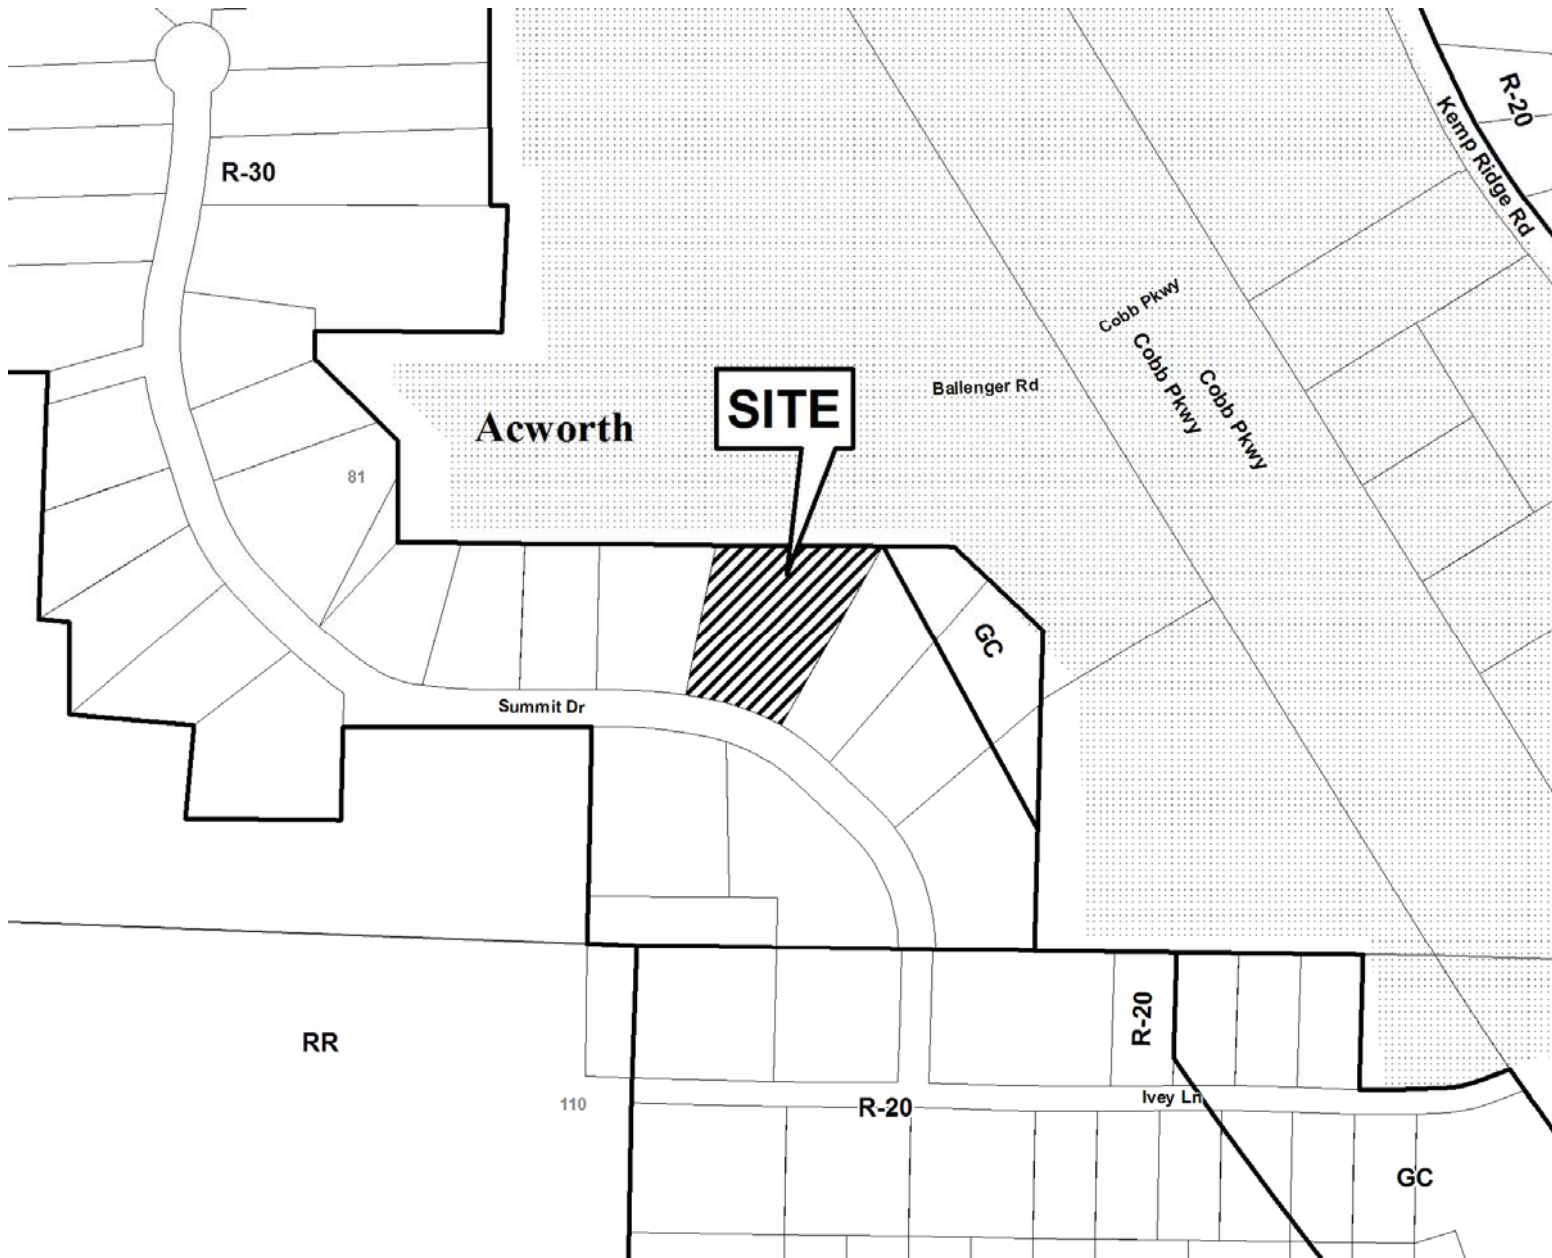 R-20
Kemp Ridge Rd
R-30
Cobb Pkwy
Cobb Pkwy
Cobb Pkwy
Ballenger Rd
SITE
Acworth
81
GC
Summit Dr
R-20
RR
110
R-20
Ivey Ln
GC